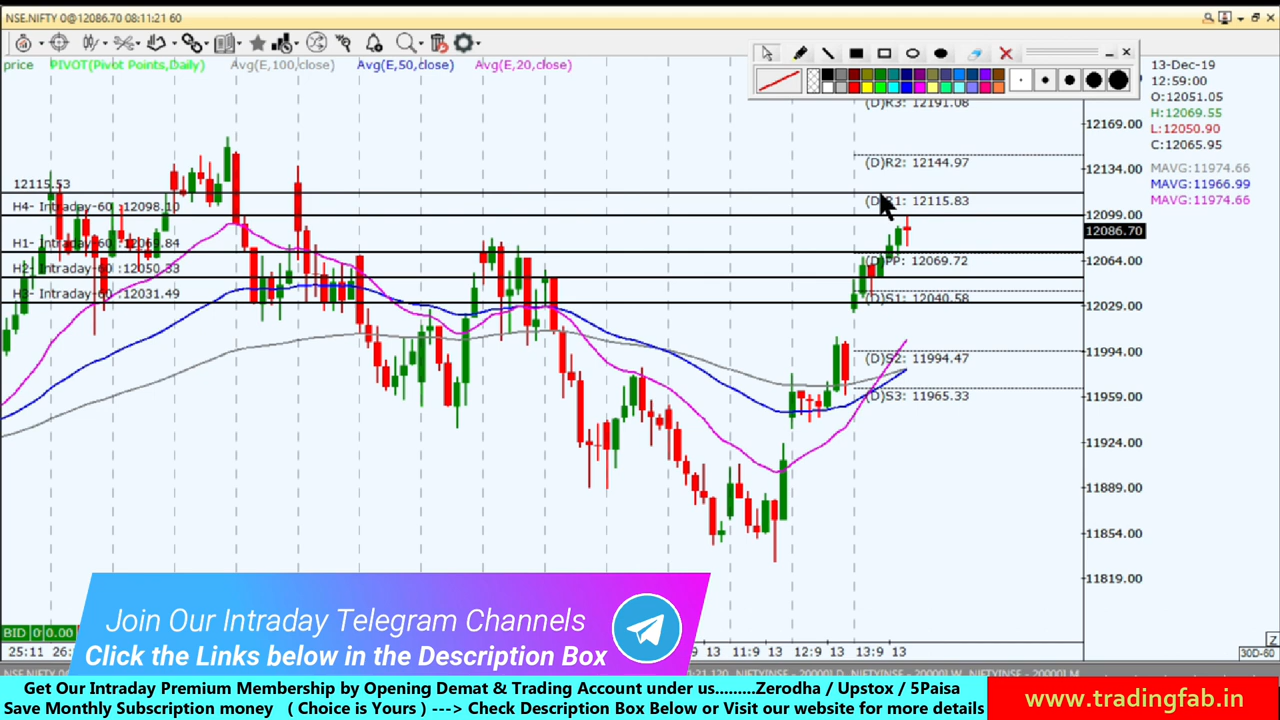 NSE.NIFTY 0@12086.70 08:11:21 60
price PIVOT(Pivot Points,Daily) Avg(E,100,close) Avg(E,50,close) Avg(E,20,close)
13-Dec-19
12:59:00
O:12051.05
H:12069.55
L:12050.90
C:12065.95
MAVG:11974.66
MAVG:11966.99
MAVG:11974.66
(D)R3: 12191.08
(D)R2: 12144.97
(D)R1: 12115.83
(D)PP: 12069.72
(D)S1: 12040.58
(D)S2: 11994.47
(D)S3: 11965.33
12115.53
H4- Intraday-60 :12098.10
H1- Intraday-60 :12069.84
H2- Intraday-60 :12050.33
H3- Intraday-60 :12031.49
12169.00
12134.00
12099.00
12086.70
12064.00
12029.00
11994.00
11959.00
11924.00
11889.00
11854.00
11819.00
BID 0.00
25:11 11:9 13 12:9 13 13:9 13
30D-60
Z
Join Our Intraday Telegram Channels
Click the Links below in the Description Box
Get Our Intraday Premium Membership by Opening Demat & Trading Account under us.........Zerodha / Upstox / 5Paisa
Save Monthly Subscription money ( Choice is Yours ) ---> Check Description Box Below or Visit our website for more details
www.tradingfab.in